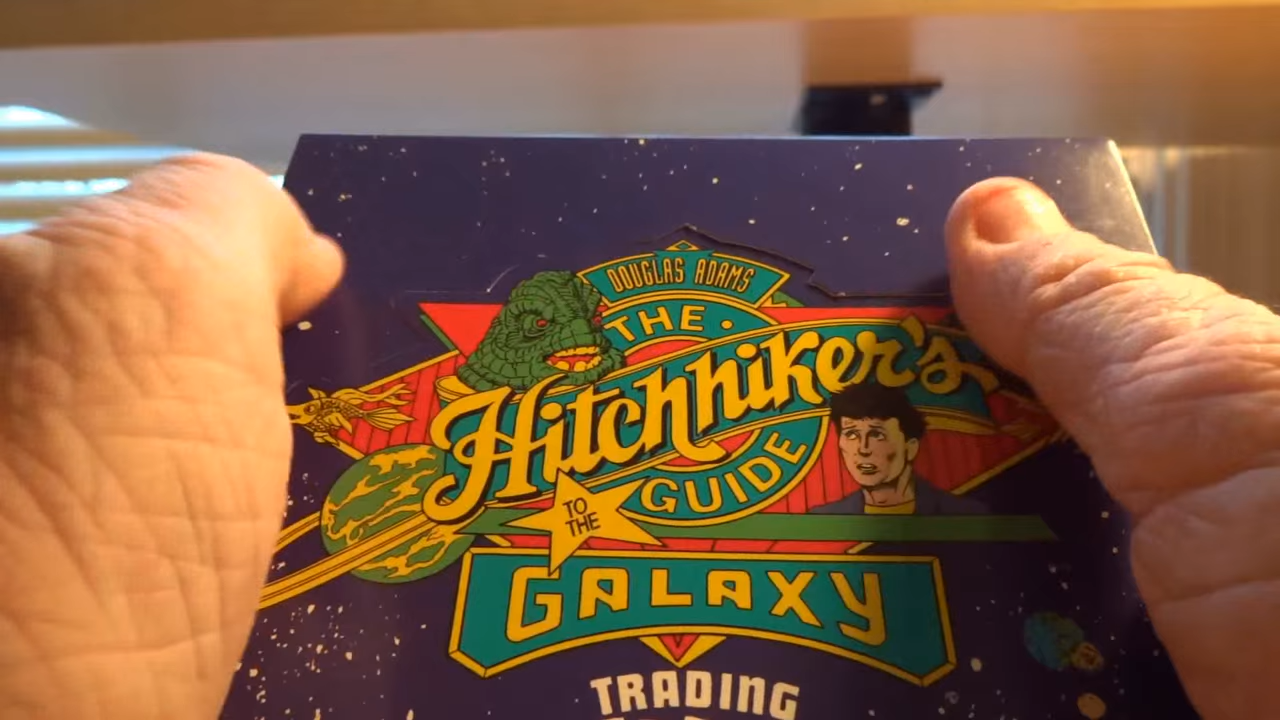 DOUGLAS ADAMS
THE
Hitchhiker's
GUIDE
TO
THE
GALAXY
TRADING